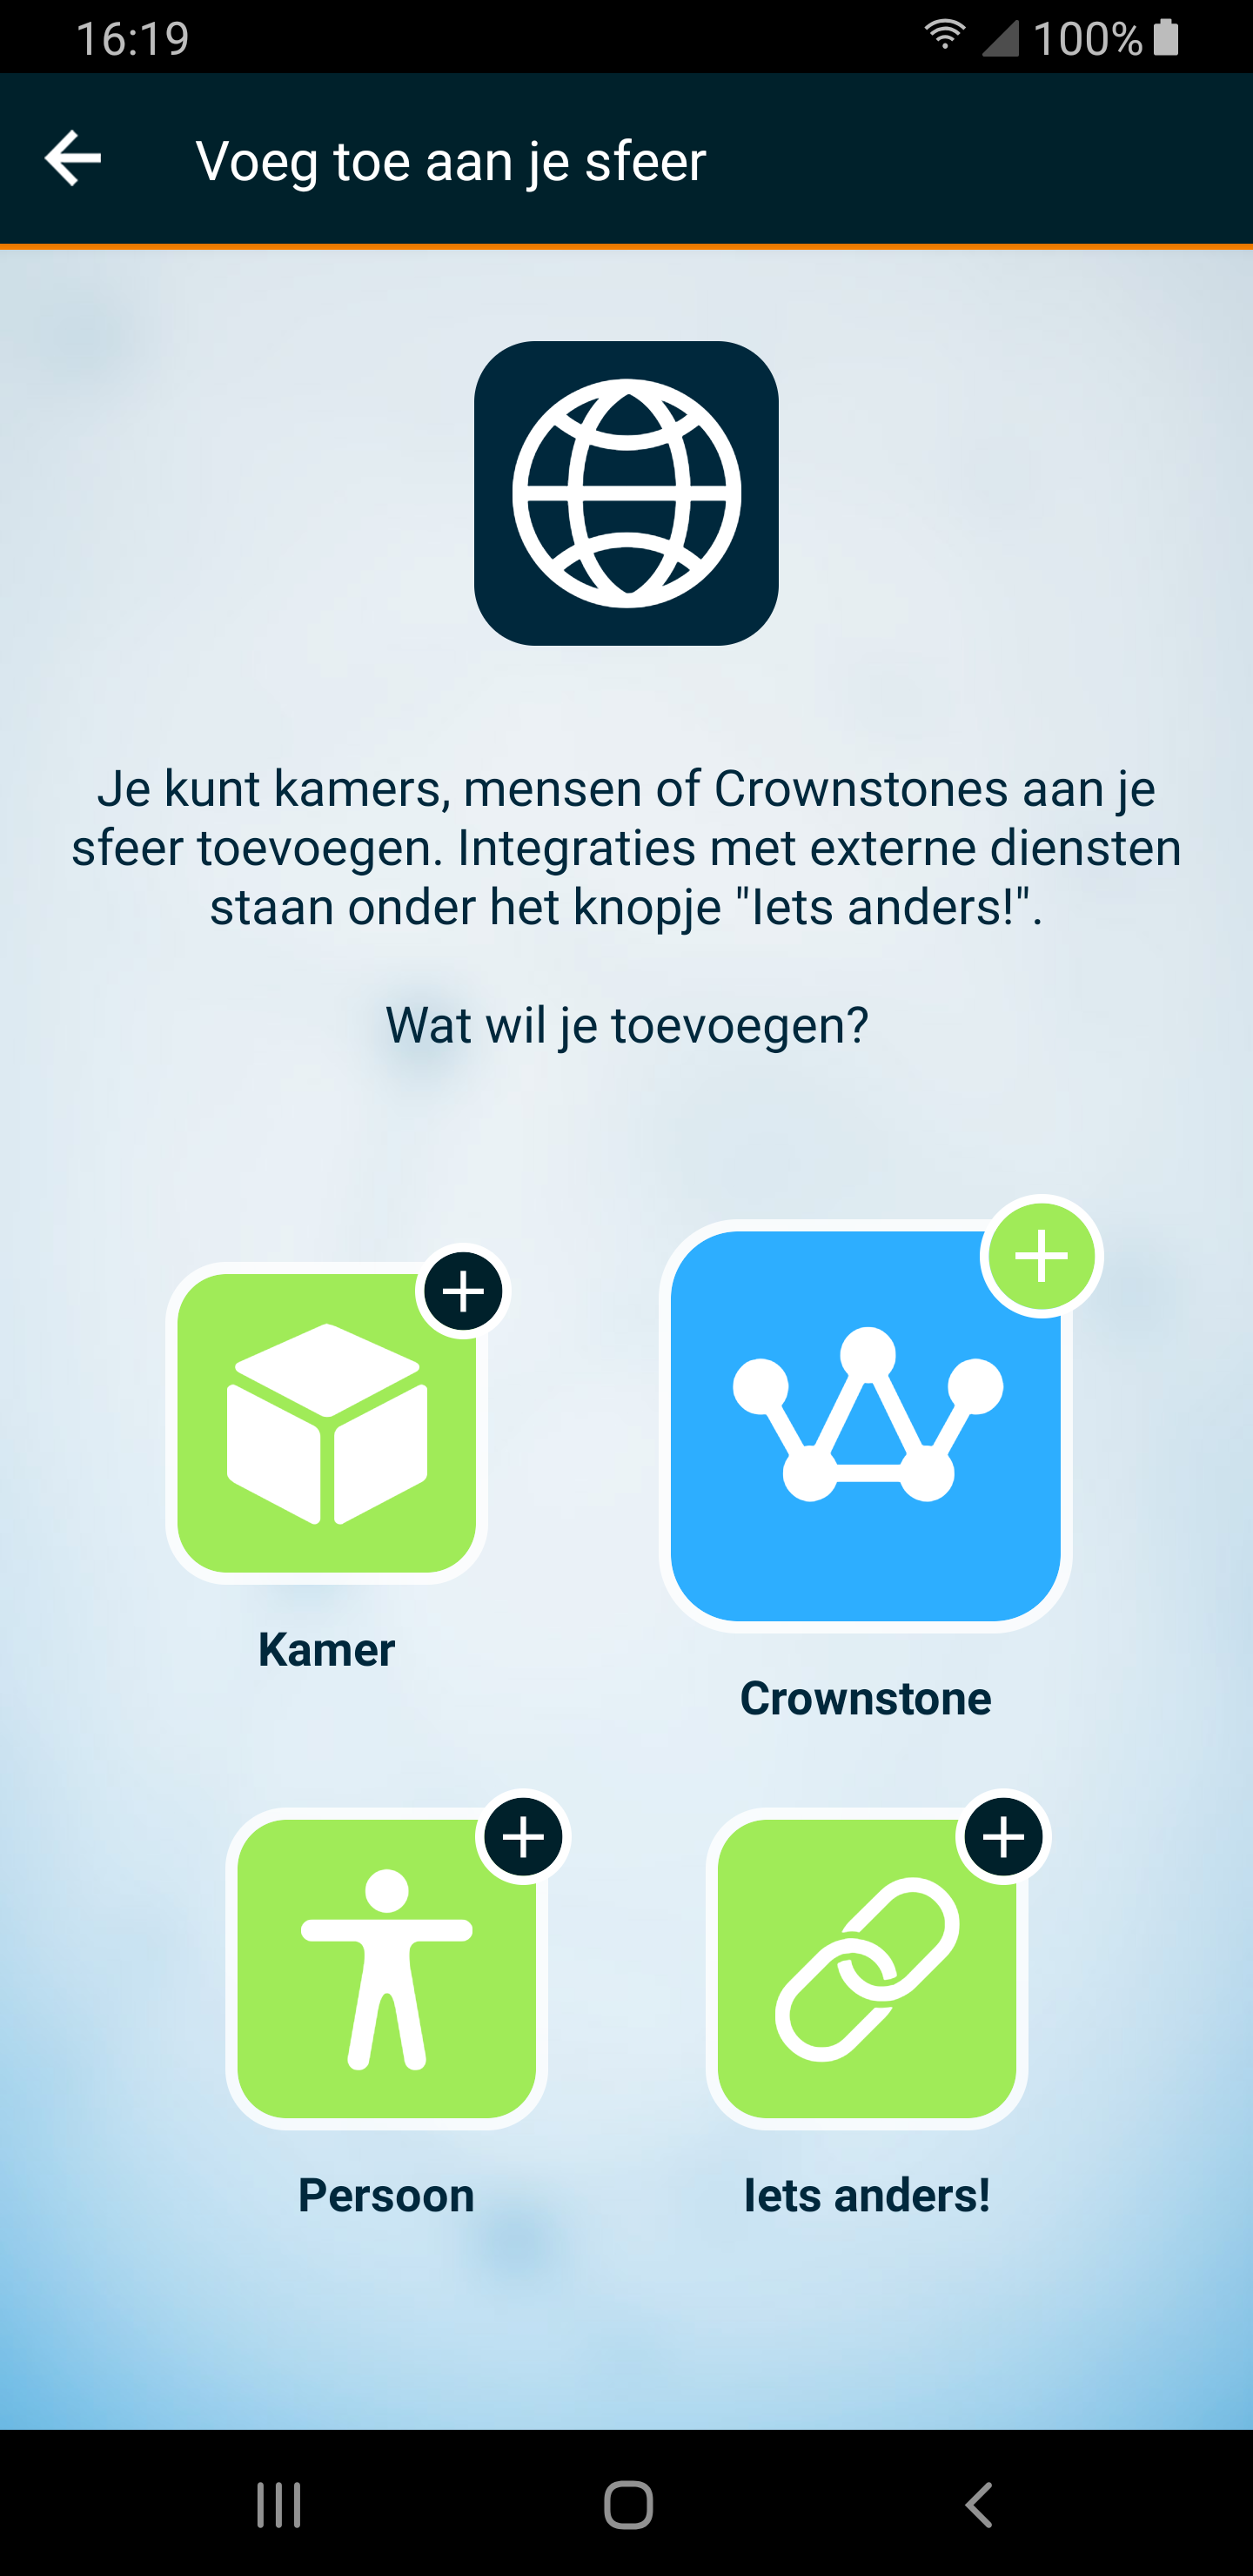 16:19
100%
Voeg toe aan je sfeer
Je kunt kamers, mensen of Crownstones aan je
sfeer toevoegen. Integraties met externe diensten
staan onder het knopje "Iets anders!".
Wat wil je toevoegen?
Kamer
Crownstone
Persoon
Iets anders!